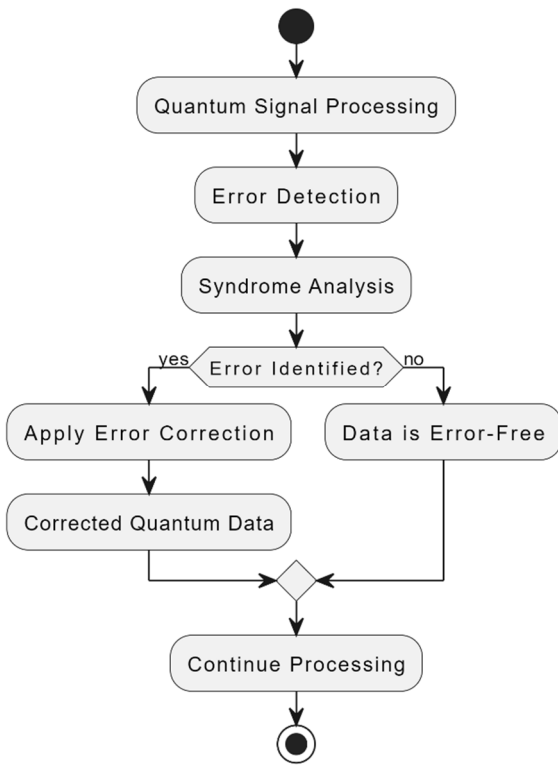 Quantum Signal Processing
Error Detection
Syndrome Analysis
yes
Error Identified?
no
Apply Error Correction
Data is Error-Free
Corrected Quantum Data
Continue Processing